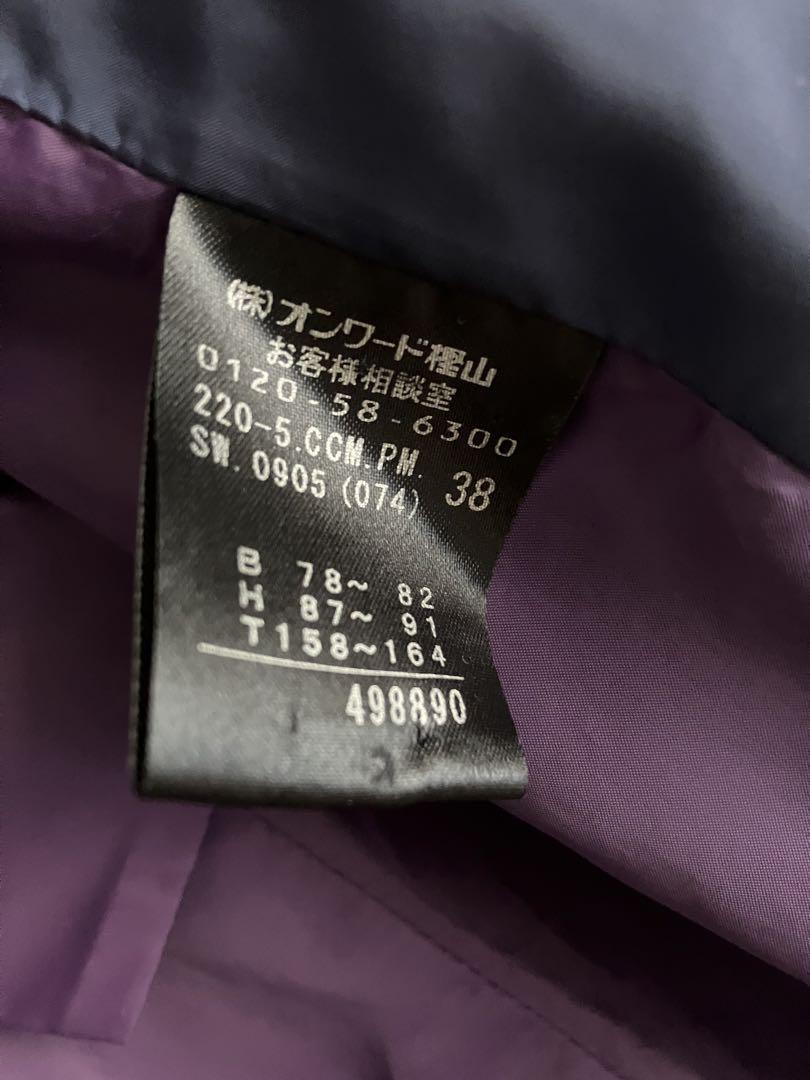 (株)オンワード樫山
お客様相談室
0120-58-6300
220-5.CCM.PM. 38
SW.0905(074)
B 78~ 82
H 87~ 91
T158~164
498890